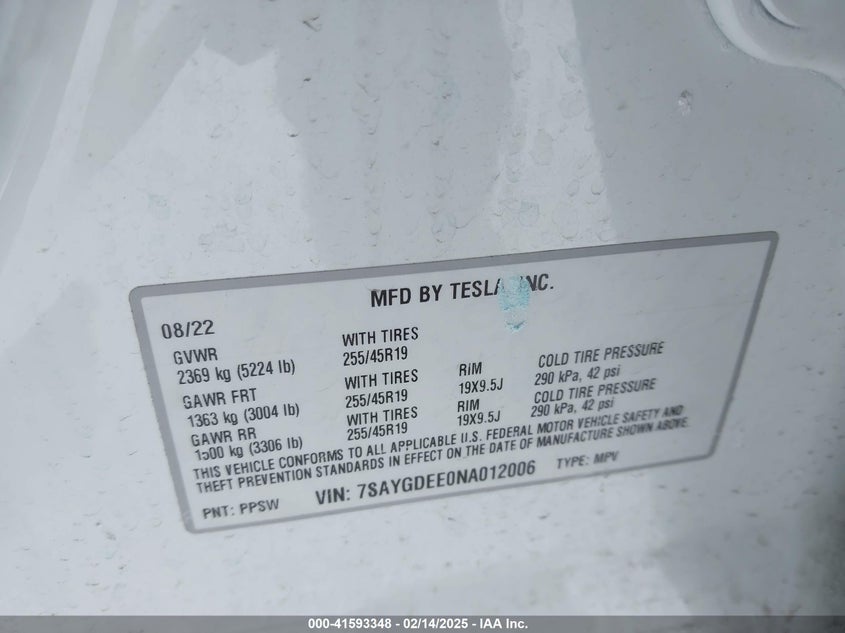 MFD BY TESLA INC.
08/22
GVWR
2369 kg (5224 lb)
WITH TIRES
255/45R19
GAWR FRT
1363 kg (3004 lb)
WITH TIRES
255/45R19
RIM
19X9.5J
COLD TIRE PRESSURE
290 kPa, 42 psi
GAWR RR
1500 kg (3306 lb)
WITH TIRES
255/45R19
RIM
19X9.5J
COLD TIRE PRESSURE
290 kPa, 42 psi
THIS VEHICLE CONFORMS TO ALL APPLICABLE U.S. FEDERAL MOTOR VEHICLE SAFETY AND
THEFT PREVENTION STANDARDS IN EFFECT ON THE DATE OF MANUFACTURE SHOWN ABOVE.
PNT: PPSW VIN: 7SAYGDEE0NA012006 TYPE: MPV
000-41593348 - 02/14/2025 - IAA Inc.